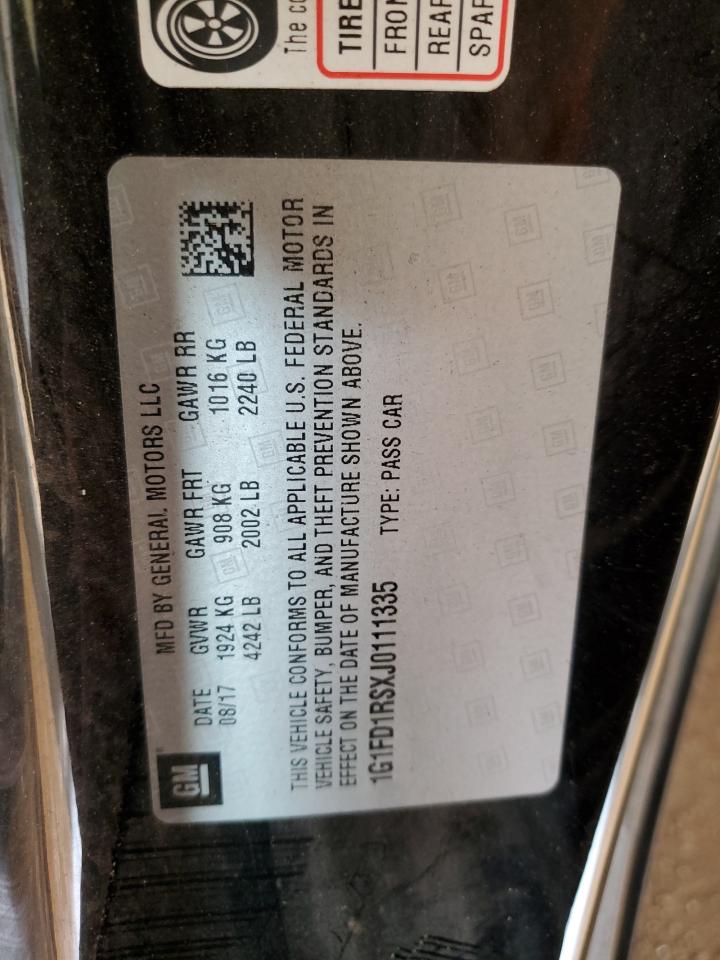 The co
TIRE
FRON
REAR
SPAR
GM
MFD BY GENERAL MOTORS LLC
DATE GVWR GAWR FRT GAWR RR
08/17 1924 KG 908 KG 1016 KG
4242 LB 2002 LB 2240 LB
THIS VEHICLE CONFORMS TO ALL APPLICABLE U.S. FEDERAL MOTOR
VEHICLE SAFETY, BUMPER, AND THEFT PREVENTION STANDARDS IN
EFFECT ON THE DATE OF MANUFACTURE SHOWN ABOVE.
1G1FD1RSXJ0111335 TYPE: PASS CAR